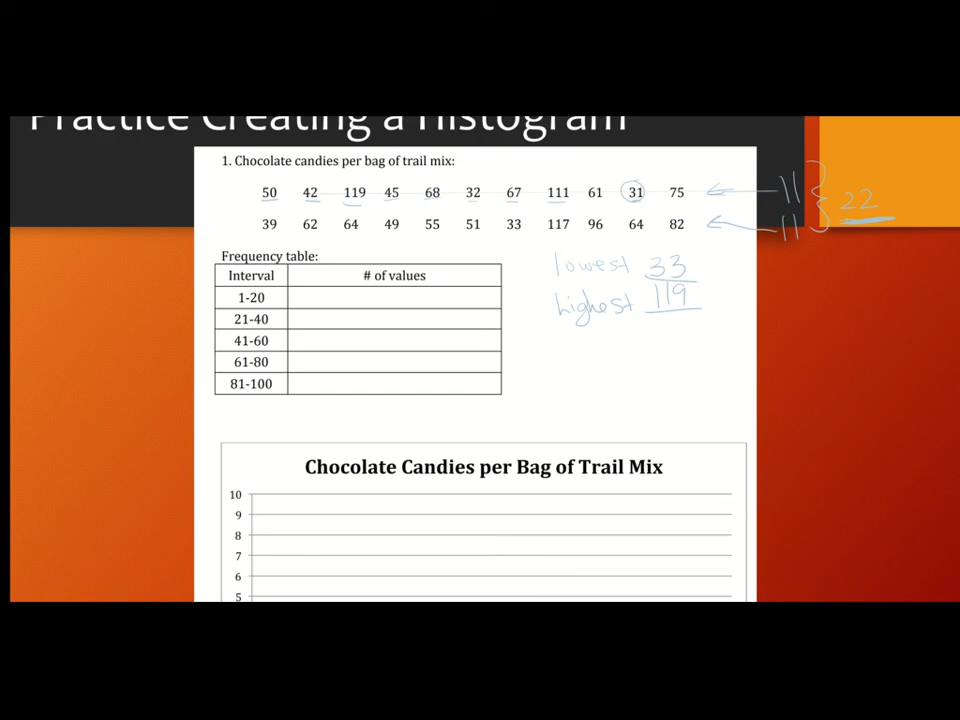 Practice Creating a Histogram
1. Chocolate candies per bag of trail mix:
50 42 119 45 68 32 67 111 61 31 75 11
39 62 64 49 55 51 33 117 96 64 82 11
22
Frequency table:
Interval # of values
1-20
21-40
41-60
61-80
81-100
lowest 33
highest 119
Chocolate Candies per Bag of Trail Mix
10
9
8
7
6
5